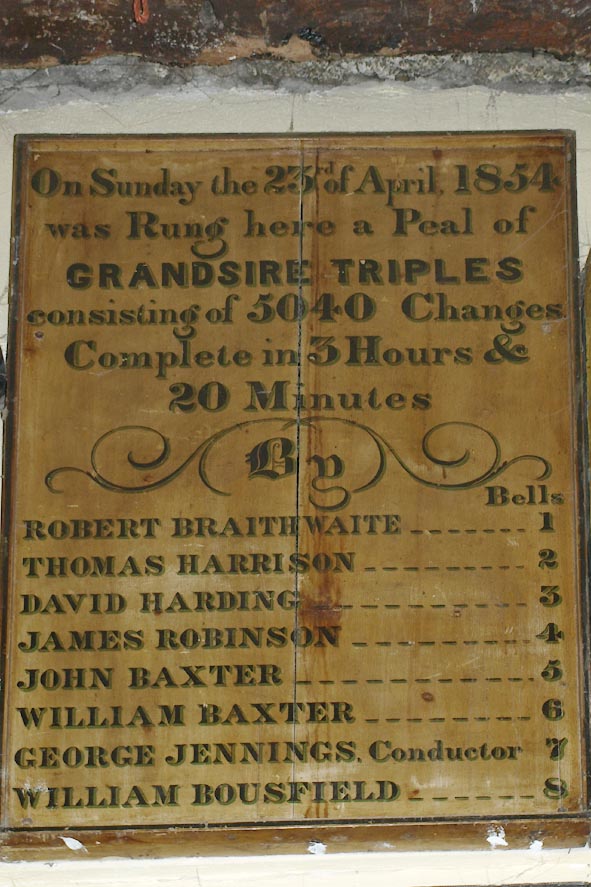 On Sunday the 23rd of April, 1854
was Rung here a Peal of
GRANDSIRE TRIPLES
consisting of 5040 Changes
Complete in 3 Hours &
20 Minutes
By
Bells
ROBERT BRAITHWAITE -------- 1
THOMAS HARRISON ---------- 2
DAVID HARDING ------------ 3
JAMES ROBINSON ---------- 4
JOHN BAXTER ------------- 5
WILLIAM BAXTER ---------- 6
GEORGE JENNINGS. Conductor 7
WILLIAM BOUSFIELD -------- 8